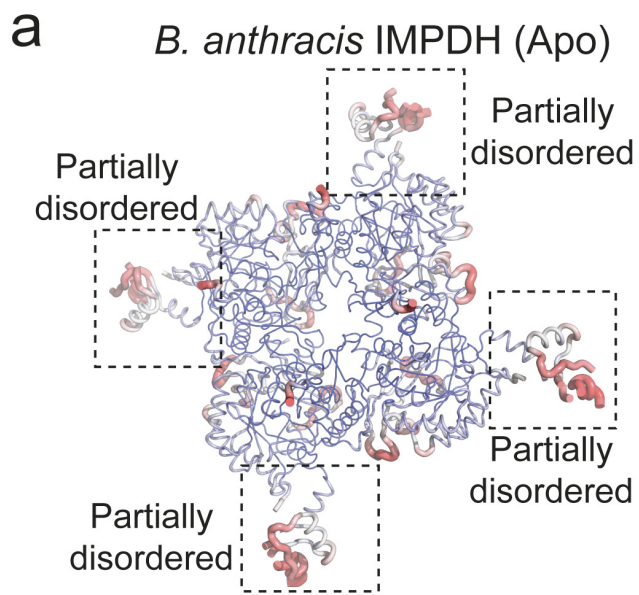 a
B. anthracis IMPDH (Apo)
Partially
disordered
Partially
disordered
Partially
disordered
Partially
disordered